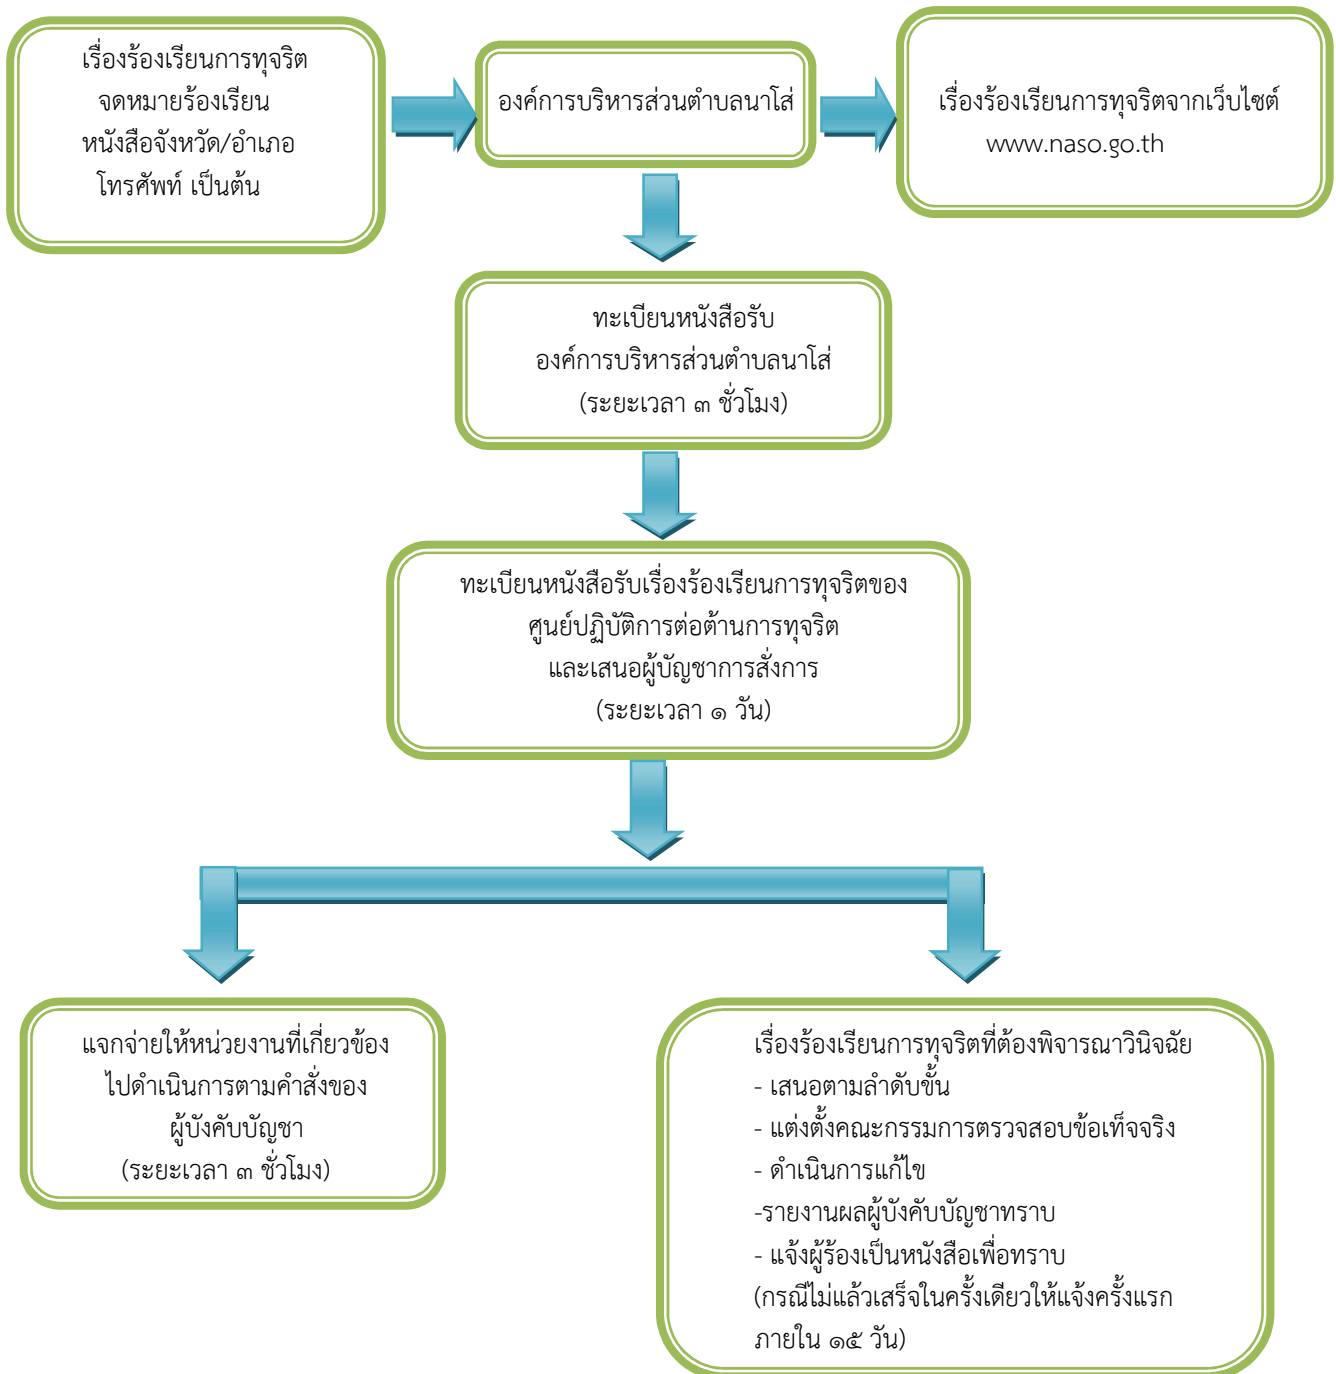 เรื่องร้องเรียนการทุจริต
จดหมายร้องเรียน
หนังสือจังหวัด/อำเภอ
โทรศัพท์ เป็นต้น
องค์การบริหารส่วนตำบลนาโส่
เรื่องร้องเรียนการทุจริตจากเว็บไซต์
www.naso.go.th
ทะเบียนหนังสือรับ
องค์การบริหารส่วนตำบลนาโส่
(ระยะเวลา ๓ ชั่วโมง)
ทะเบียนหนังสือรับเรื่องร้องเรียนการทุจริตของ
ศูนย์ปฏิบัติการต่อต้านการทุจริต
และเสนอผู้บัญชาการสั่งการ
(ระยะเวลา ๑ วัน)
แจกจ่ายให้หน่วยงานที่เกี่ยวข้อง
ไปดำเนินการตามคำสั่งของ
ผู้บังคับบัญชา
(ระยะเวลา ๓ ชั่วโมง)
เรื่องร้องเรียนการทุจริตที่ต้องพิจารณาวินิจฉัย
- เสนอตามลำดับขั้น
- แต่งตั้งคณะกรรมการตรวจสอบข้อเท็จจริง
- ดำเนินการแก้ไข
-รายงานผลผู้บังคับบัญชาทราบ
- แจ้งผู้ร้องเป็นหนังสือเพื่อทราบ
(กรณีไม่แล้วเสร็จในครั้งเดียวให้แจ้งครั้งแรก
ภายใน ๑๕ วัน)